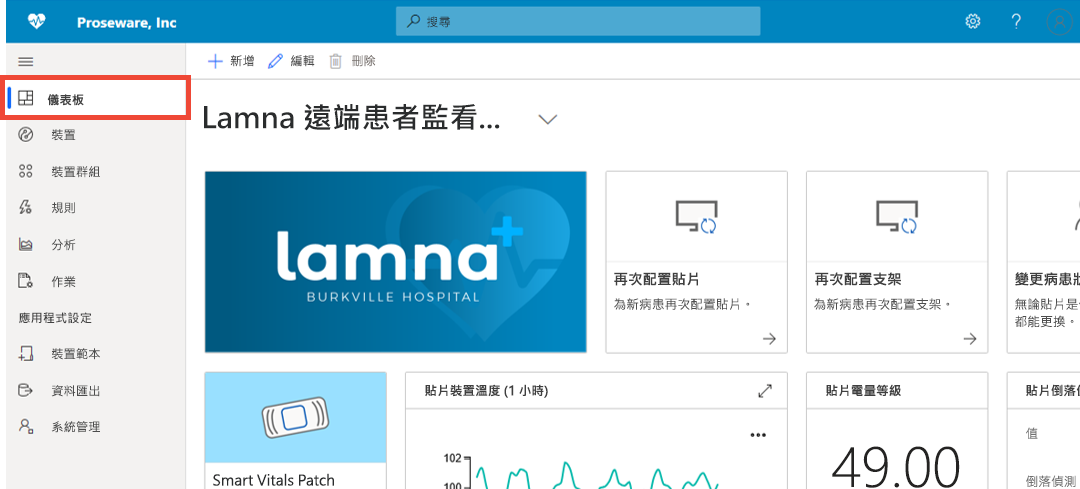 Proseware, Inc
搜尋
新增 編輯 刪除
儀表板
裝置
裝置群組
規則
分析
作業
應用程式設定
裝置範本
資料匯出
系統管理
Lamna 遠端患者監看...
lamna
BURKVILLE HOSPITAL
再次配置貼片
為新病患再次配置貼片。
再次配置支架
為新病患再次配置支架。
變更病患
無論貼片是
都能更換。
Smart Vitals Patch
貼片裝置溫度 (1 小時)
102
100
貼片電量等級
49.00
貼片倒落
值
倒落偵測